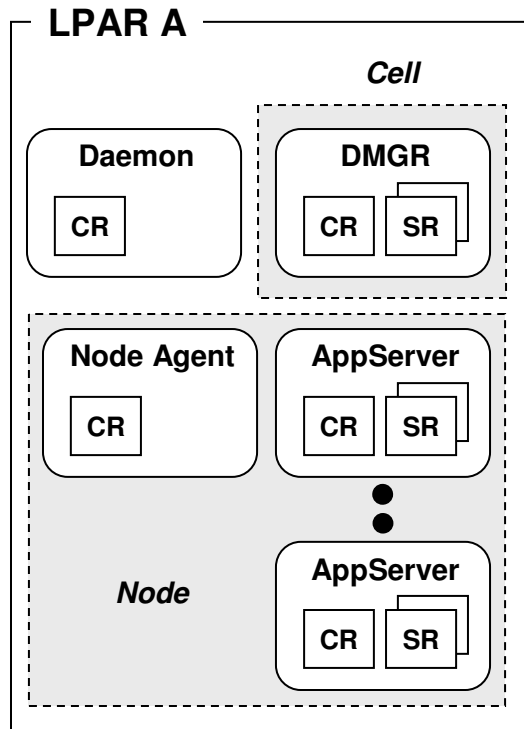 LPAR A
Cell
Daemon
CR
DMGR
CR SR
Node Agent
CR
AppServer
CR SR
Node
AppServer
CR SR